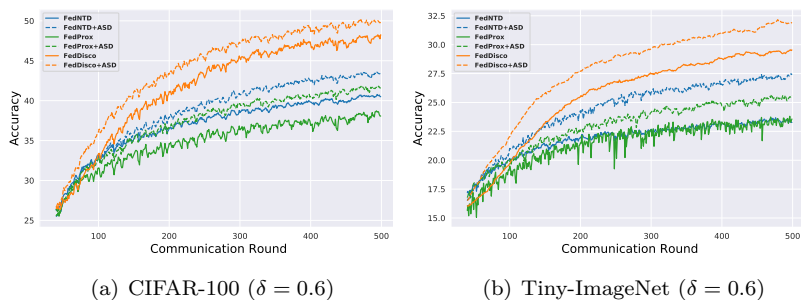 FedNTD
FedNTD+ASD
FedProx
FedProx+ASD
FedDisco
FedDisco+ASD
50
45
40
35
30
25
Accuracy
100 200 300 400 500
Communication Round
(a) CIFAR-100 (δ = 0.6)
FedNTD
FedNTD+ASD
FedProx
FedProx+ASD
FedDisco
FedDisco+ASD
32.5
30.0
27.5
25.0
22.5
20.0
17.5
15.0
Accuracy
100 200 300 400 500
Communication Round
(b) Tiny-ImageNet (δ = 0.6)